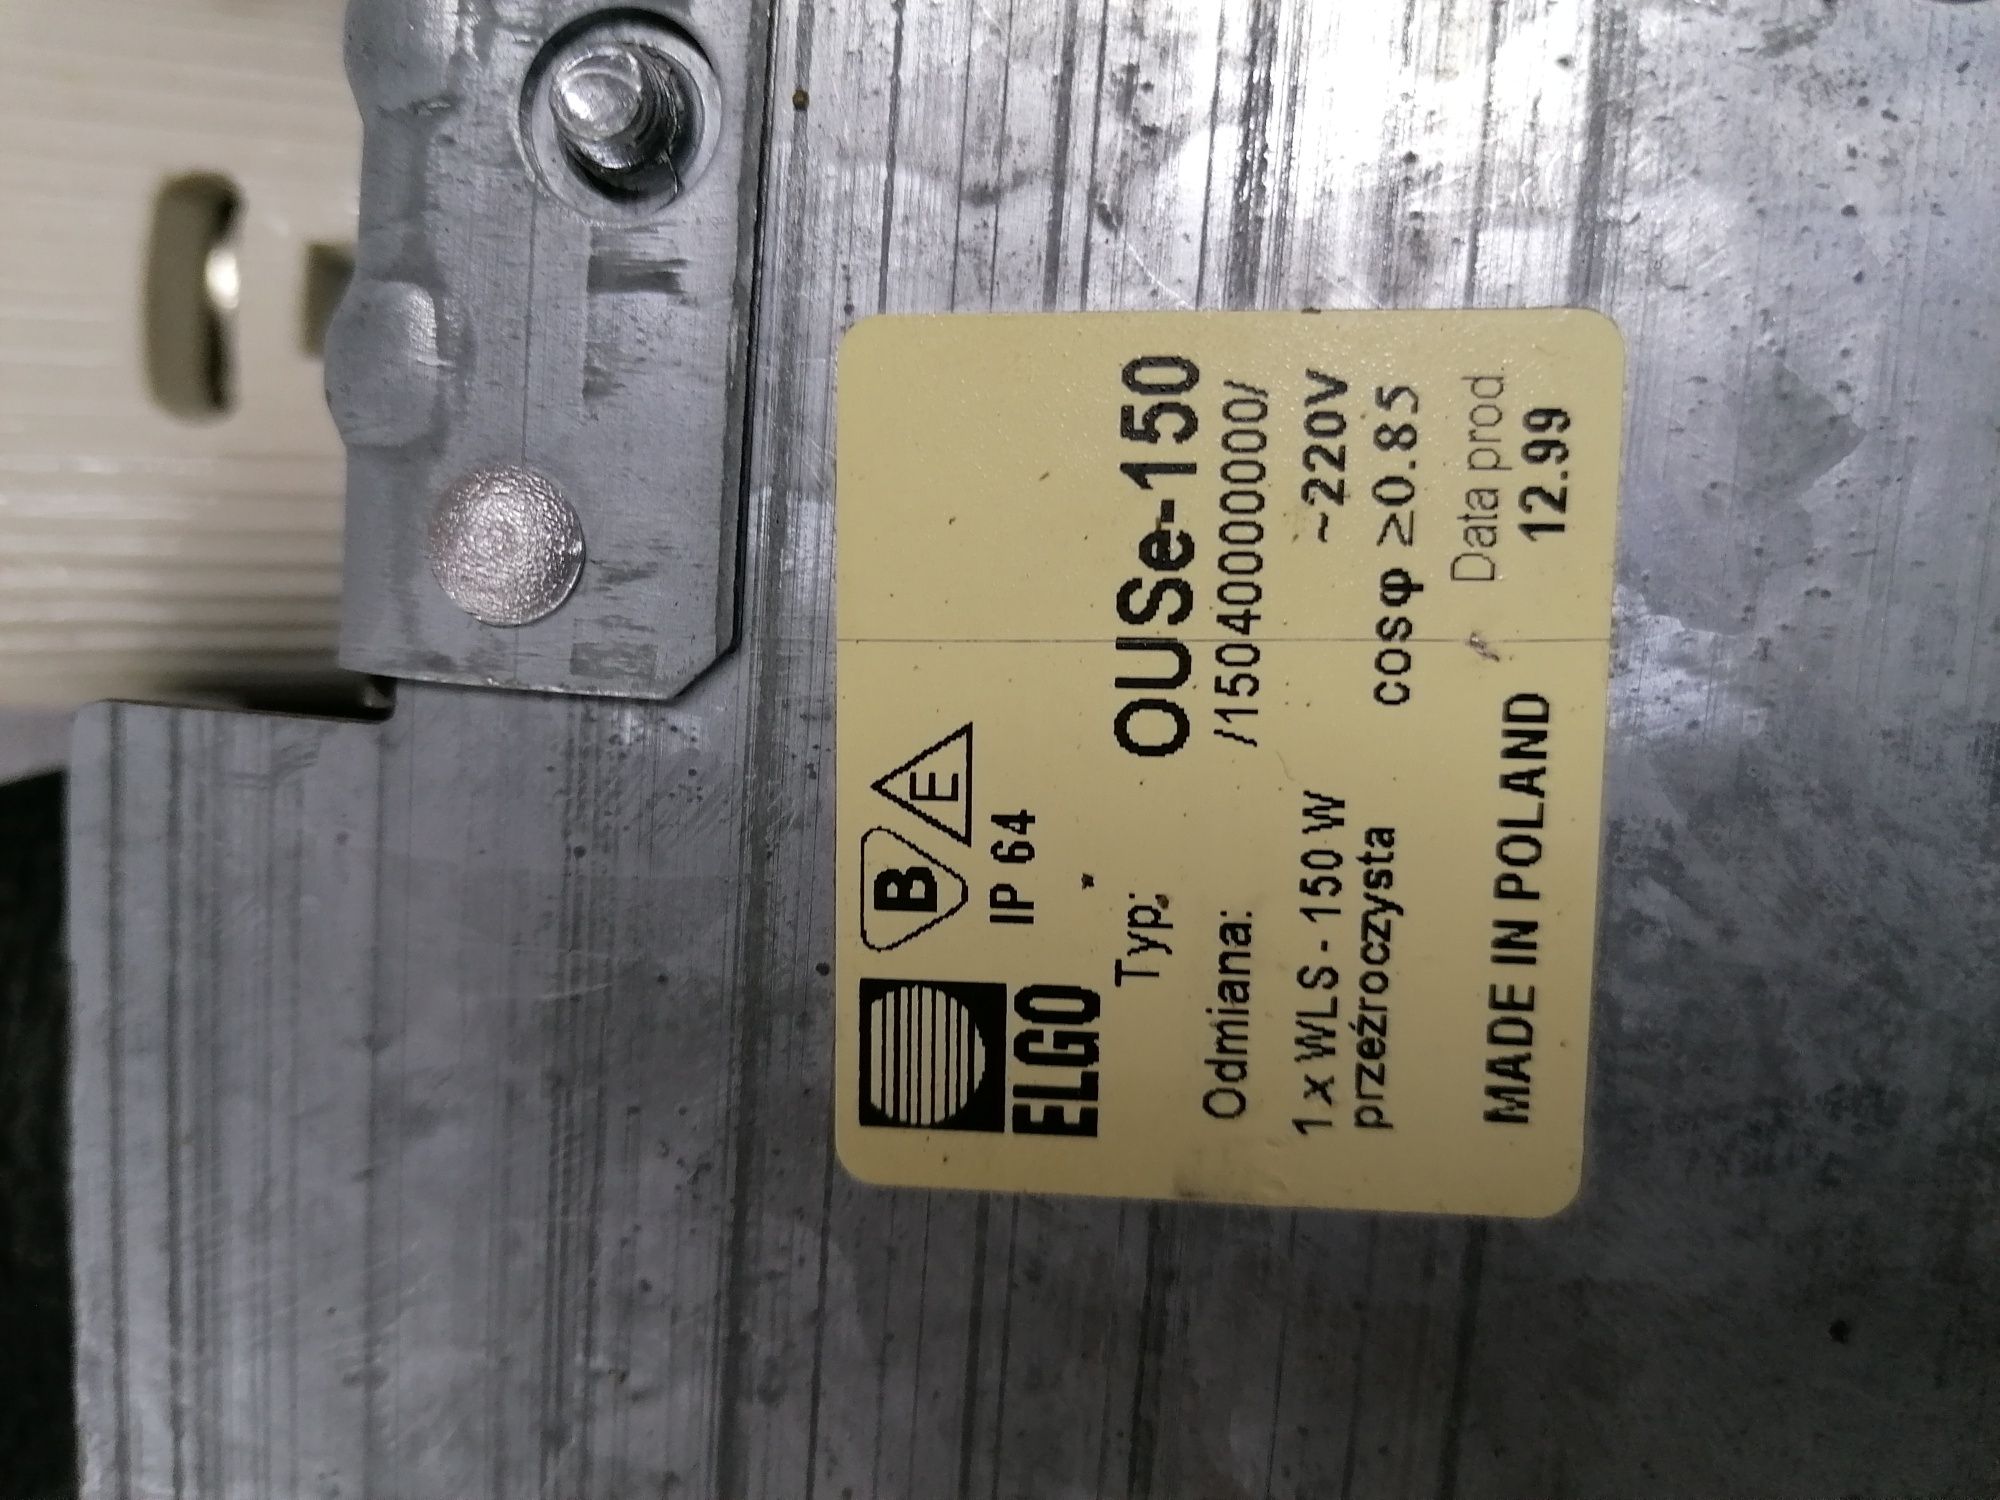 B E
ELGO IP 64
Typ: OUSe-150
Odmiana: /1504000000/
1 x WLS - 150 W ~220V
przeźroczysta cosφ ≥0.85
MADE IN POLAND Data prod.
12.99